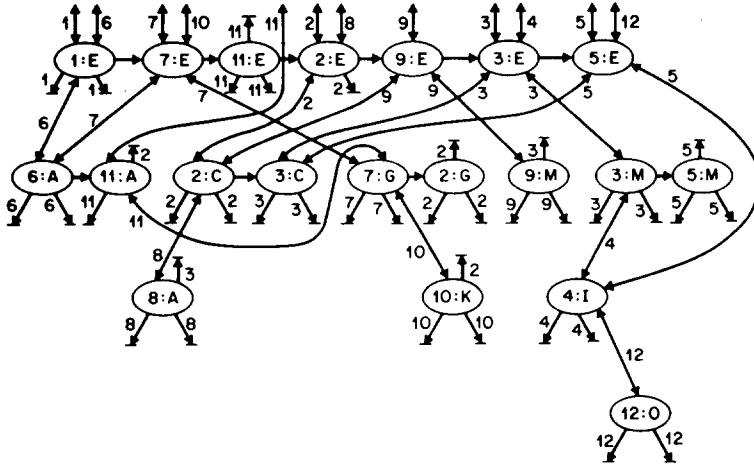 1 6 7 10 11 11 2 8 9 3 4 5 12
1:E 7:E 11:E 2:E 9:E 3:E 5:E
1 1 11 11 2 5
6 7 7 2 9 9 3 3 5
2 2 3 5
6:A 11:A 2:C 3:C 7:G 2:G 9:M 3:M 5:M
6 6 11 11 2 2 3 3 7 7 2 2 9 9 3 3 5 5
8 3 10 2 4
8:A 10:K 4:I
8 8 10 10 4 4
12
12:O
12 12